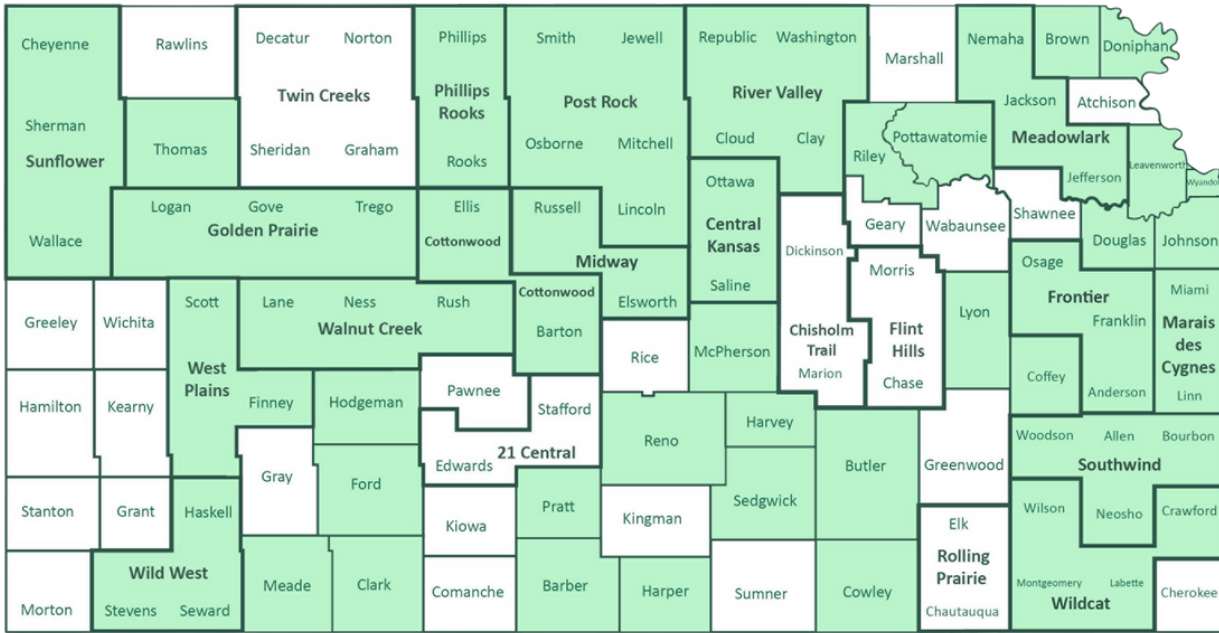 Cheyenne
Rawlins
Decatur Norton
Phillips
Smith Jewell
Republic Washington
Marshall
Nemaha
Brown
Doniphan
Twin Creeks
Phillips
Rooks
Post Rock
River Valley
Jackson
Atchison
Sherman
Sunflower
Thomas
Sheridan Graham
Rooks
Osborne Mitchell
Cloud Clay
Riley
Pottawatomie
Meadowlark
Jefferson
Leavenworth
Wyandot
Wallace
Logan Gove Trego
Golden Prairie
Ellis
Cottonwood
Russell
Lincoln
Midway
Elsworth
Ottawa
Central
Kansas
Saline
Dickinson
Geary
Wabaunsee
Shawnee
Douglas
Johnson
Morris
Osage
Miami
Greeley
Wichita
Scott
Lane Ness Rush
Walnut Creek
Cottonwood
Barton
Rice
McPherson
Chisholm
Trail
Marion
Flint
Hills
Chase
Lyon
Frontier
Franklin
Marais
des
Cygnes
Linn
Coffey
Anderson
West
Plains
Finney
Hamilton
Kearny
Hodgeman
Pawnee
Stafford
21 Central
Edwards
Reno
Harvey
Butler
Greenwood
Woodson Allen Bourbon
Southwind
Gray
Ford
Sedgwick
Stanton
Grant
Haskell
Kiowa
Pratt
Kingman
Elk
Wilson
Neosho
Crawford
Wild West
Stevens Seward
Morton
Meade
Clark
Comanche
Barber
Harper
Sumner
Cowley
Rolling
Prairie
Chautauqua
Montgeomery Labette
Wildcat
Cherokee